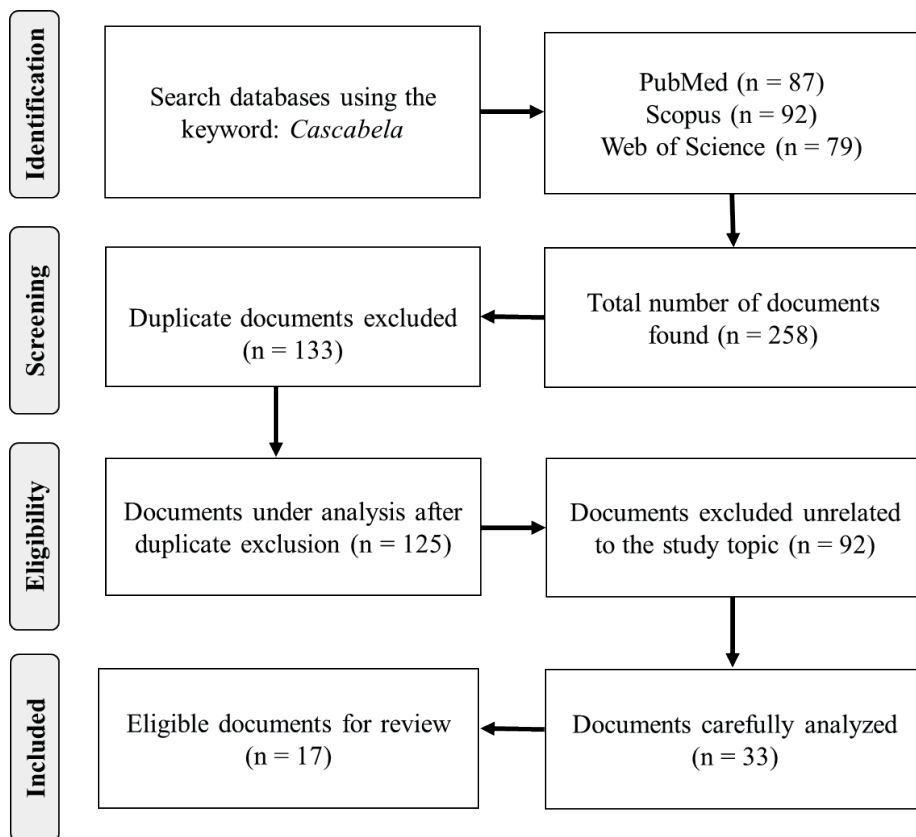 Identification
Search databases using the
keyword: Cascabela
PubMed (n = 87)
Scopus (n = 92)
Web of Science (n = 79)
Screening
Duplicate documents excluded
(n = 133)
Total number of documents
found (n = 258)
Eligibility
Documents under analysis after
duplicate exclusion (n = 125)
Documents excluded unrelated
to the study topic (n = 92)
Included
Eligible documents for review
(n = 17)
Documents carefully analyzed
(n = 33)